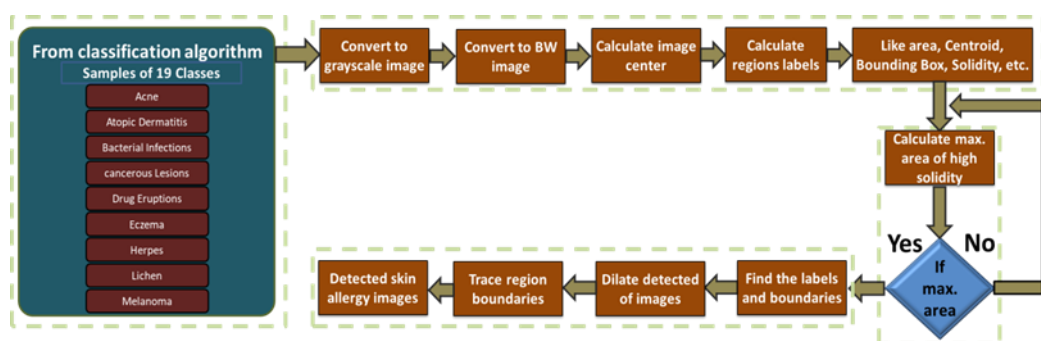 From classification algorithm
Samples of 19 Classes
Acne
Atopic Dermatitis
Bacterial Infections
cancerous Lesions
Drug Eruptions
Eczema
Herpes
Lichen
Melanoma
Convert to
grayscale image
Convert to BW
image
Calculate image
center
Calculate
regions labels
Like area, Centroid,
Bounding Box, Solidity, etc.
Calculate max.
area of high
solidity
Yes
No
If
max.
area
Find the labels
and boundaries
Dilate detected
of images
Trace region
boundaries
Detected skin
allergy images